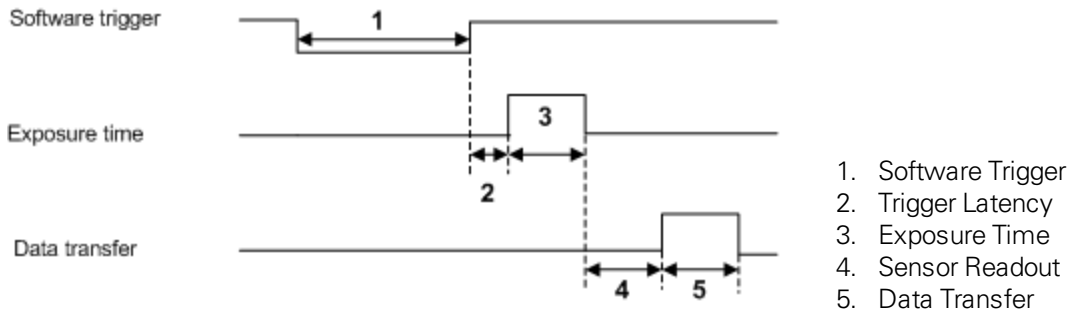 Software trigger
1
Exposure time
3
2
Data transfer
4
5
1. Software Trigger
2. Trigger Latency
3. Exposure Time
4. Sensor Readout
5. Data Transfer